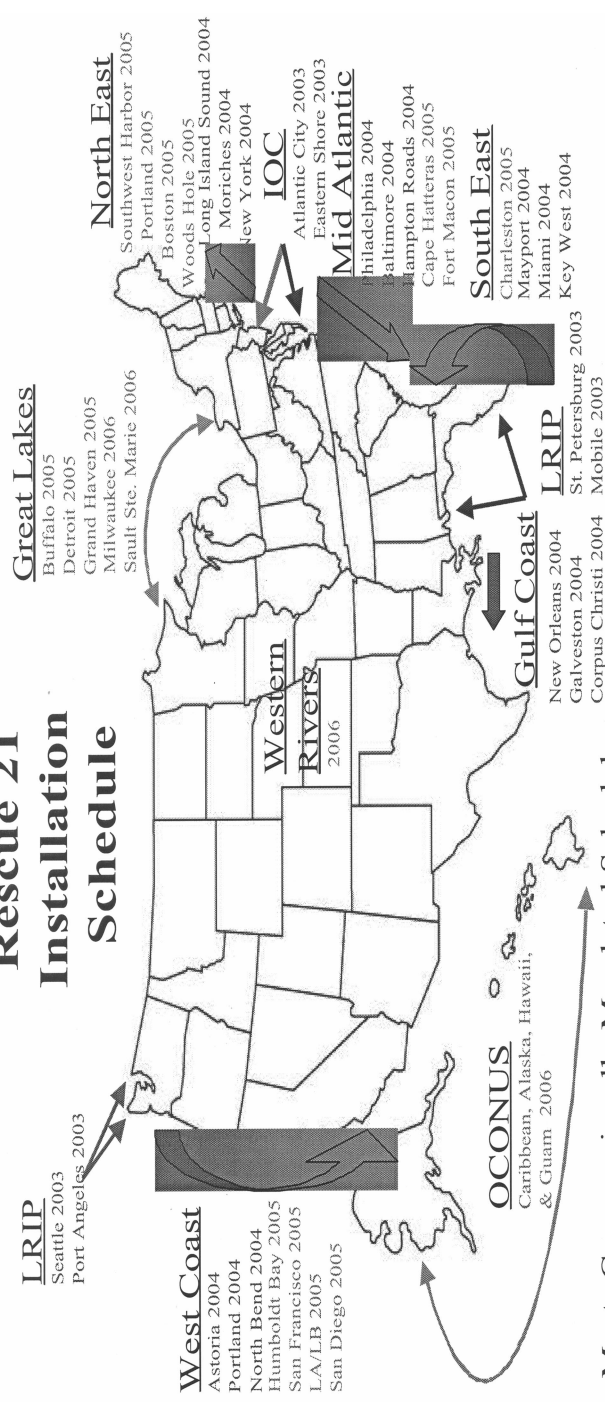 Rescue 21
Installation
Schedule
LRIP
Seattle 2003
Port Angeles 2003
Great Lakes
Buffalo 2005
Detroit 2005
Grand Haven 2005
Milwaukee 2006
Sault Ste. Marie 2006
North East
Southwest Harbor 2005
Portland 2005
Boston 2005
Woods Hole 2005
Long Island Sound 2004
Moriches 2004
New York 2004
IOC
Atlantic City 2003
Eastern Shore 2003
Mid Atlantic
Philadelphia 2004
Baltimore 2004
Hampton Roads 2004
Cape Hatteras 2005
Fort Macon 2005
South East
Charleston 2005
Mayport 2004
Miami 2004
Key West 2004
LRIP
St. Petersburg 2003
Mobile 2003
Gulf Coast
New Orleans 2004
Galveston 2004
Corpus Christi 2004
Western
Rivers
2006
West Coast
Astoria 2004
Portland 2004
North Bend 2004
Humboldt Bay 2005
San Francisco 2005
LA/LB 2005
San Diego 2005
OCONUS
Caribbean, Alaska, Hawaii,
& Guam 2006
Meets Congressionally Mandated Schedule